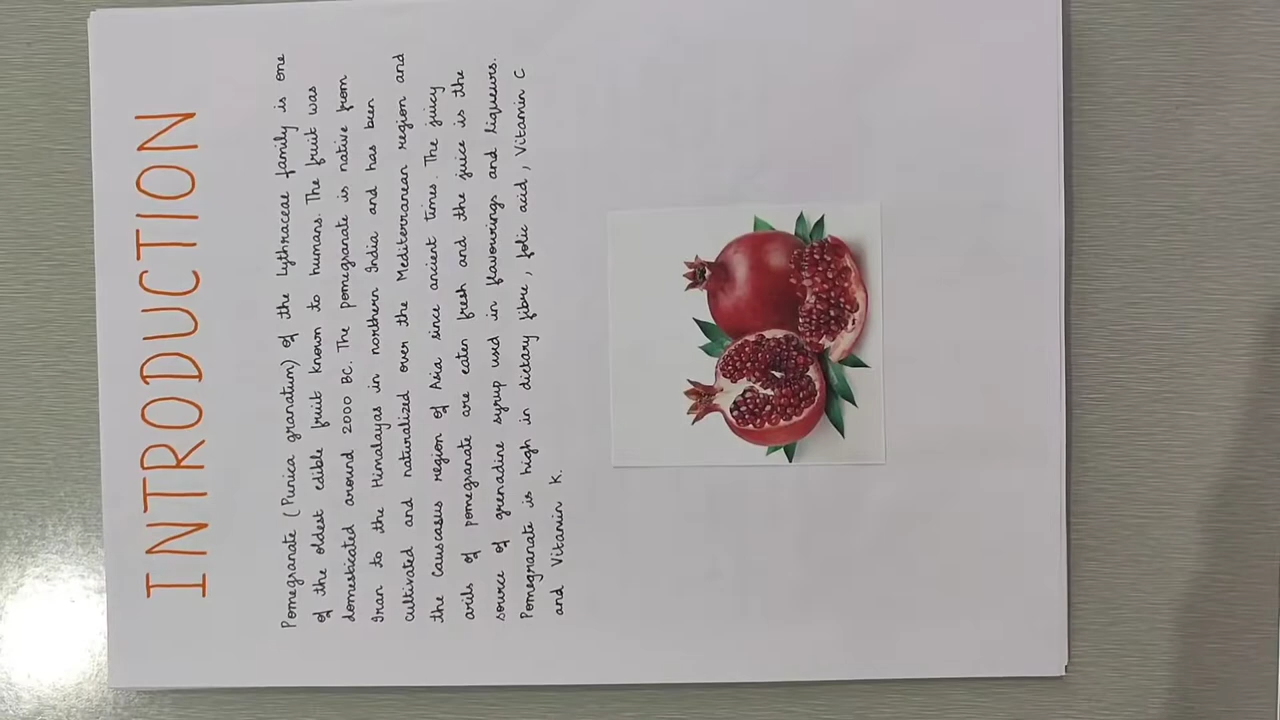 INTRODUCTION
Pomegranate (Punica granatum) of the lythraceae family is one
of the oldest edible fruit known to humans. The fruit was
domesticated around 2000 BC. The pomegranate is native from
Iran to the Himalayas in northern India and has been
cultivated and naturalized over the Mediterranean region and
the Caucasus region of Asia since ancient times. The juicy
arils of pomegranate are eaten fresh and the juice is the
source of grenadine syrup used in flavourings and liqueurs.
Pomegranate is high in dietary fibre, folic acid, Vitamin C
and Vitamin K.